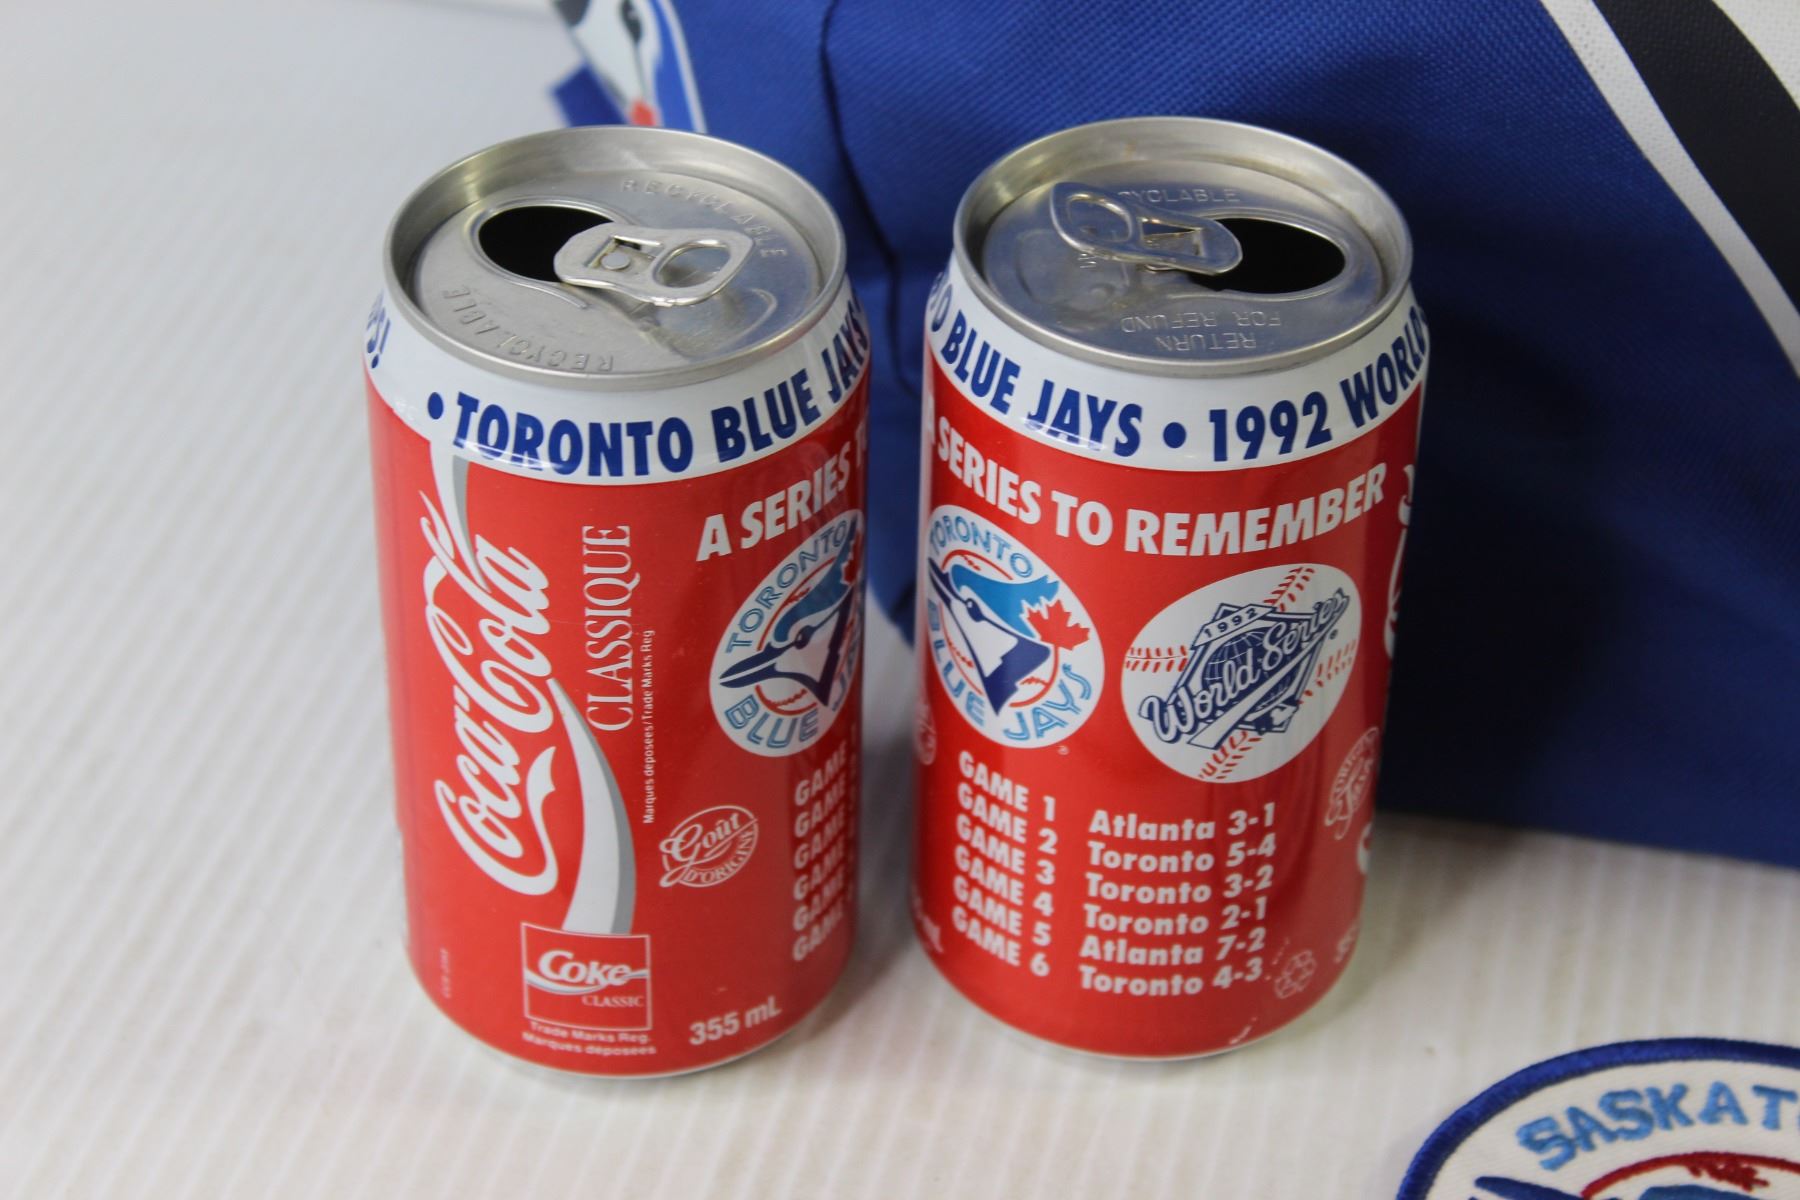 RECYCLABLE
RECYCLABLE
PS!
• TORONTO BLUE JAYS
A SERIES
Coca-Cola
CLASSIQUE
Marques déposées/Trade Marks Reg
TORONTO
BLUE
Goût
D'ORIGINE
GAME
GAME
GAME
GAME
GAME
GAME
Coke
CLASSIC
Trade Marks Reg.
Marques déposées
355 mL
CYCLABLE
RETURN
FOR REFUND
O BLUE JAYS • 1992 WORLD
A SERIES TO REMEMBER
TORONTO
BLUE JAYS
1992
World Series
GAME 1 Atlanta 3-1
GAME 2 Toronto 5-4
GAME 3 Toronto 3-2
GAME 4 Toronto 2-1
GAME 5 Atlanta 7-2
GAME 6 Toronto 4-3
SASKAT